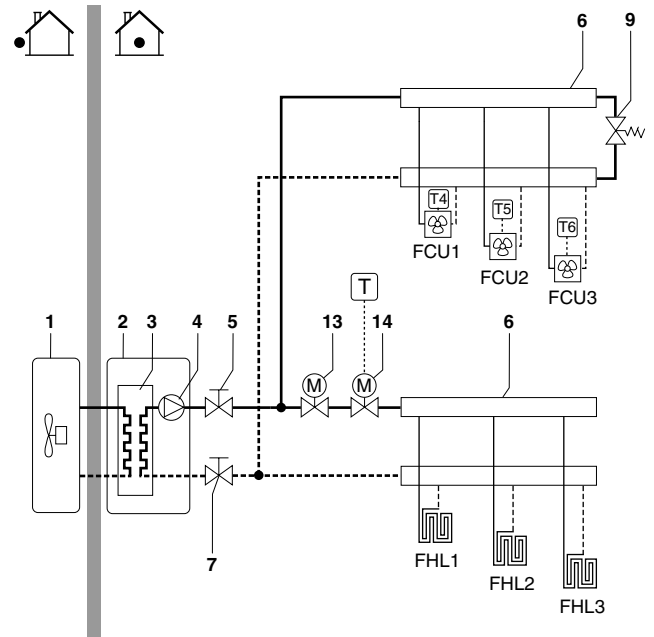 6 9
T4
T5
T6
FCU1
FCU2
FCU3
T
1 2 3 4 5 13 14 6
M M
7
FHL1
FHL2
FHL3